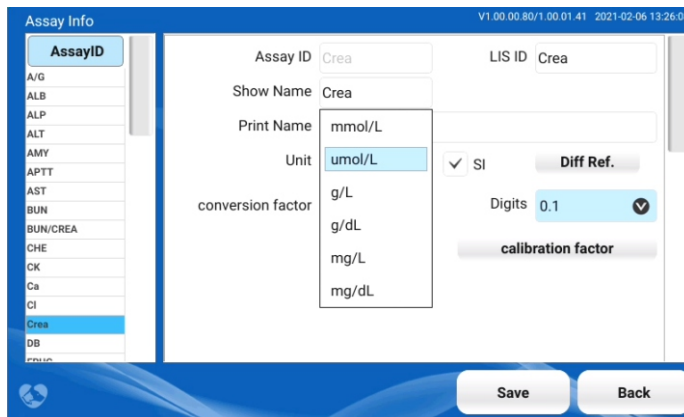 Assay Info
V1.00.00.80/1.00.01.41 2021-02-06 13:26:0
AssayID
A/G
ALB
ALP
ALT
AMY
APTT
AST
BUN
BUN/CREA
CHE
CK
Ca
Cl
Crea
DB
Assay ID Crea LIS ID Crea
Show Name Crea
Print Name
Unit
mmol/L
umol/L
g/L
g/dL
mg/L
mg/dL
SI Diff Ref.
conversion factor Digits 0.1
calibration factor
Save Back